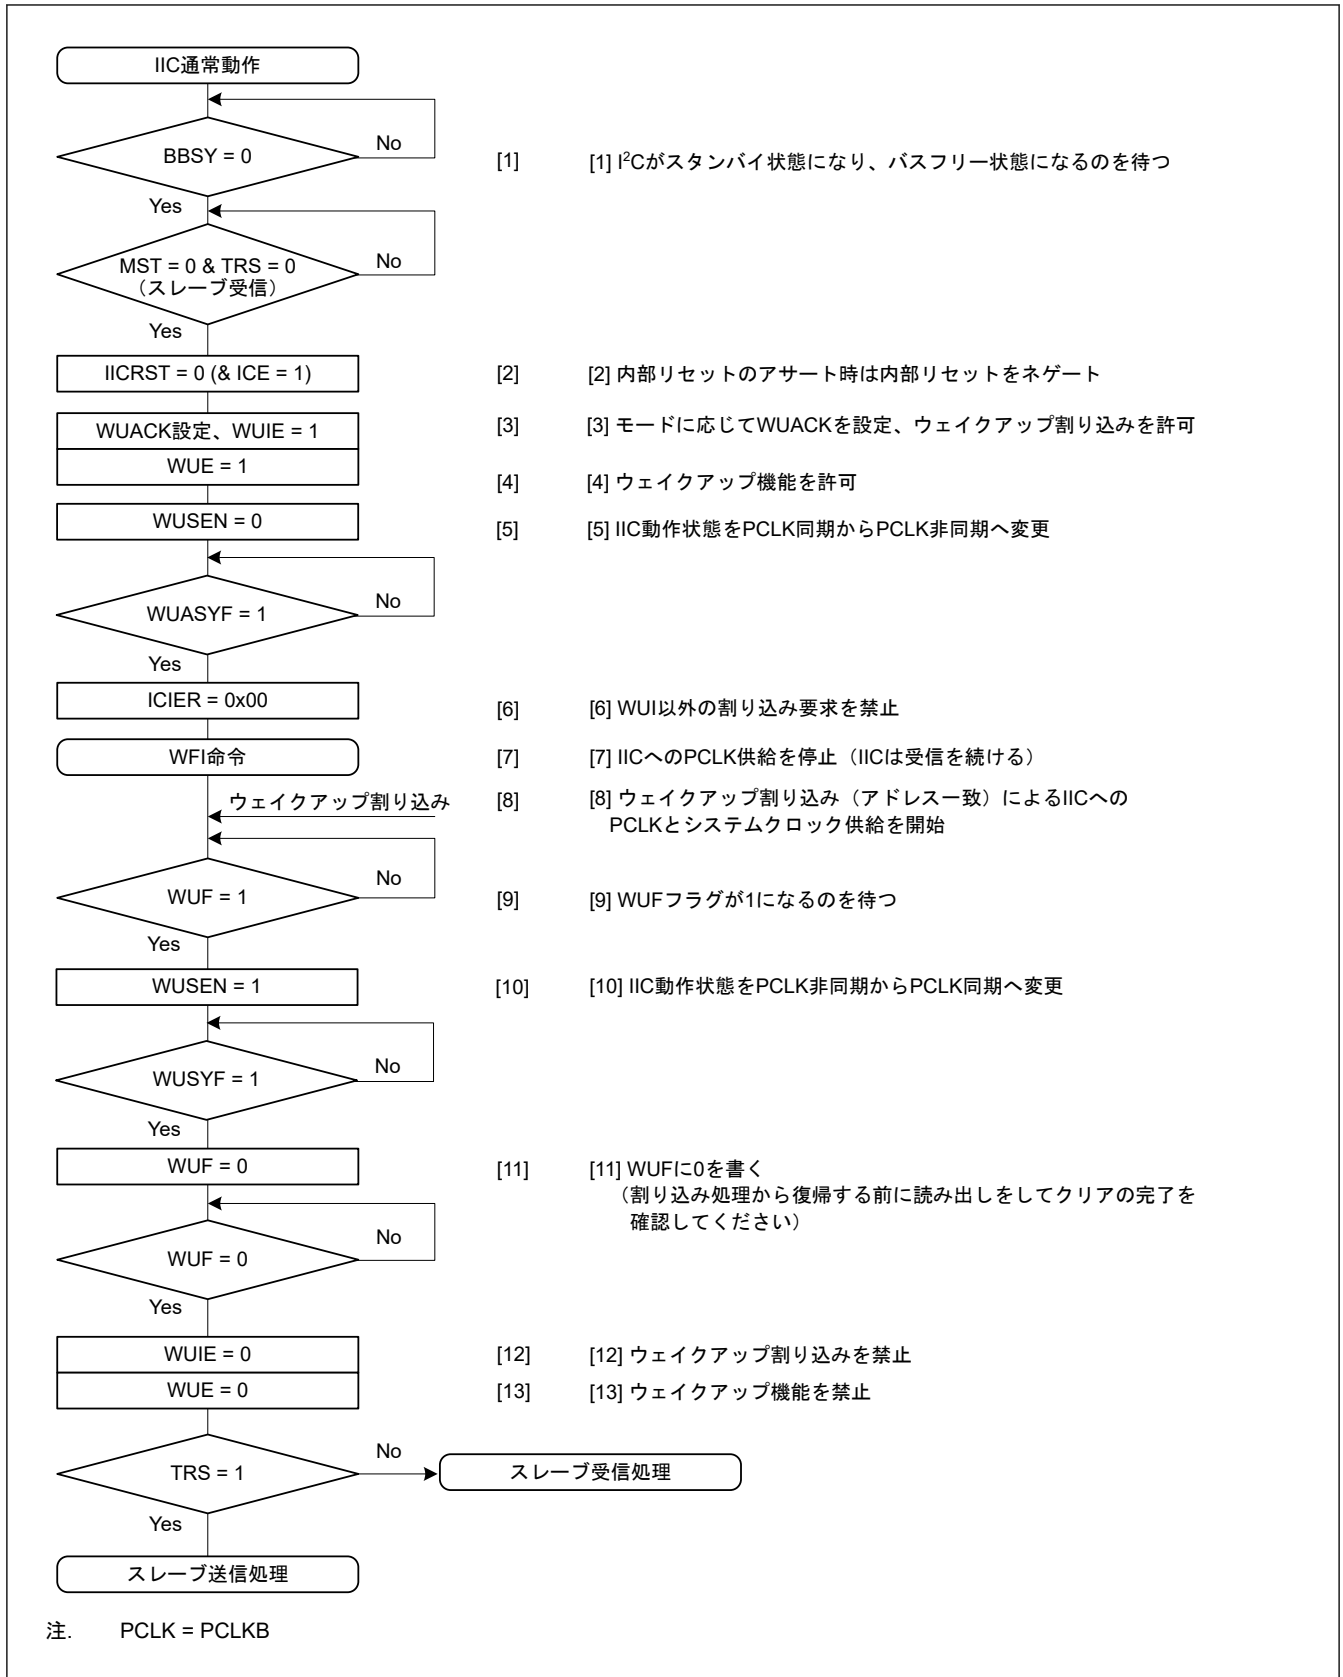 IIC通常動作
BBSY = 0
No
[1]
[1] I²Cがスタンバイ状態になり、バスフリー状態になるのを待つ
Yes
MST = 0 & TRS = 0
（スレーブ受信）
No
Yes
IICRST = 0 (& ICE = 1)
[2]
[2] 内部リセットのアサート時は内部リセットをネゲート
WUACK設定、WUIE = 1
[3]
[3] モードに応じてWUACKを設定、ウェイクアップ割り込みを許可
WUE = 1
[4]
[4] ウェイクアップ機能を許可
WUSEN = 0
[5]
[5] IIC動作状態をPCLK同期からPCLK非同期へ変更
WUASYF = 1
No
Yes
ICIER = 0x00
[6]
[6] WUI以外の割り込み要求を禁止
WFI命令
[7]
[7] IICへのPCLK供給を停止（IICは受信を続ける）
ウェイクアップ割り込み
[8]
[8] ウェイクアップ割り込み（アドレス一致）によるIICへの
PCLKとシステムクロック供給を開始
WUF = 1
No
[9]
[9] WUFフラグが1になるのを待つ
Yes
WUSEN = 1
[10]
[10] IIC動作状態をPCLK非同期からPCLK同期へ変更
WUSYF = 1
No
Yes
WUF = 0
[11]
[11] WUFに0を書く
（割り込み処理から復帰する前に読み出しをしてクリアの完了を
確認してください）
WUF = 0
No
Yes
WUIE = 0
[12]
[12] ウェイクアップ割り込みを禁止
WUE = 0
[13]
[13] ウェイクアップ機能を禁止
TRS = 1
No
スレーブ受信処理
Yes
スレーブ送信処理
注. PCLK = PCLKB